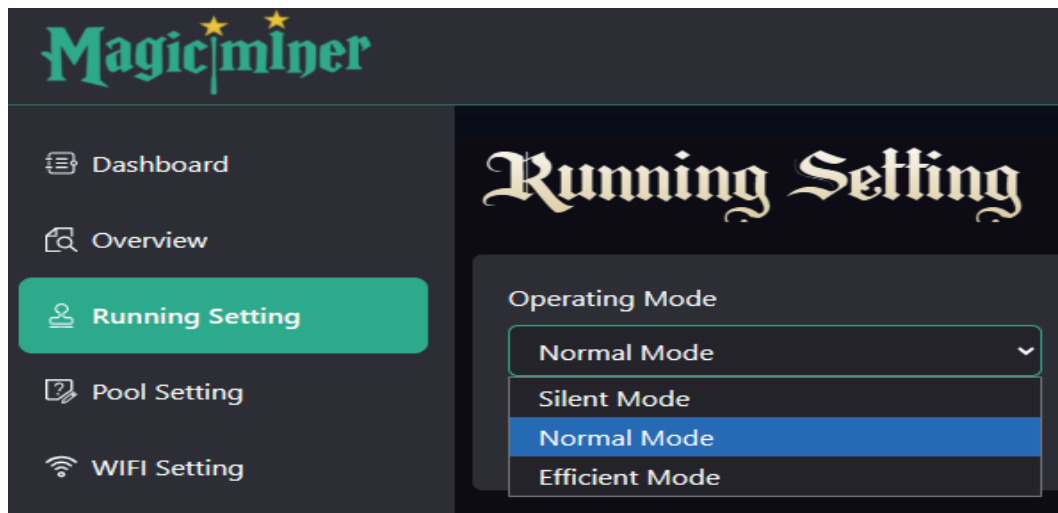 Magicminer
Dashboard
Overview
Running Setting
Pool Setting
WIFI Setting
Running Setting
Operating Mode
Normal Mode
Silent Mode
Normal Mode
Efficient Mode